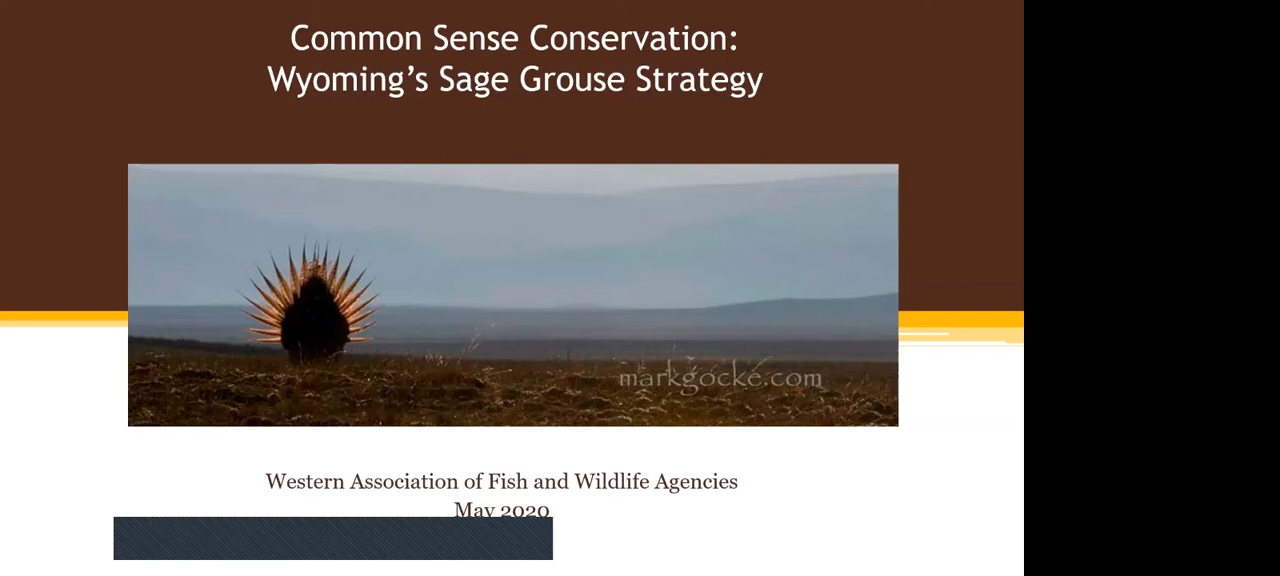 Common Sense Conservation:
Wyoming's Sage Grouse Strategy
markgocke.com
Western Association of Fish and Wildlife Agencies
May 2020